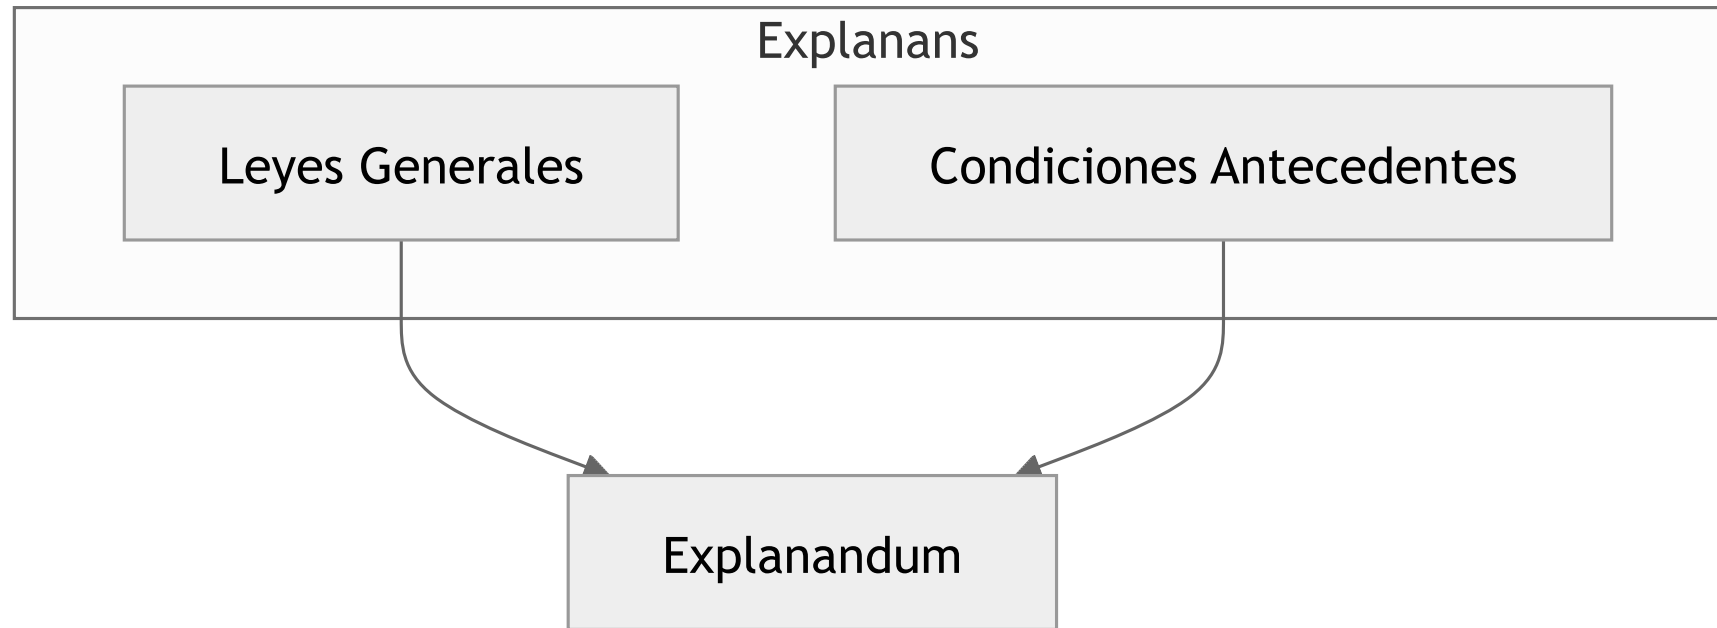 Explanans
Leyes Generales
Condiciones Antecedentes
Explanandum